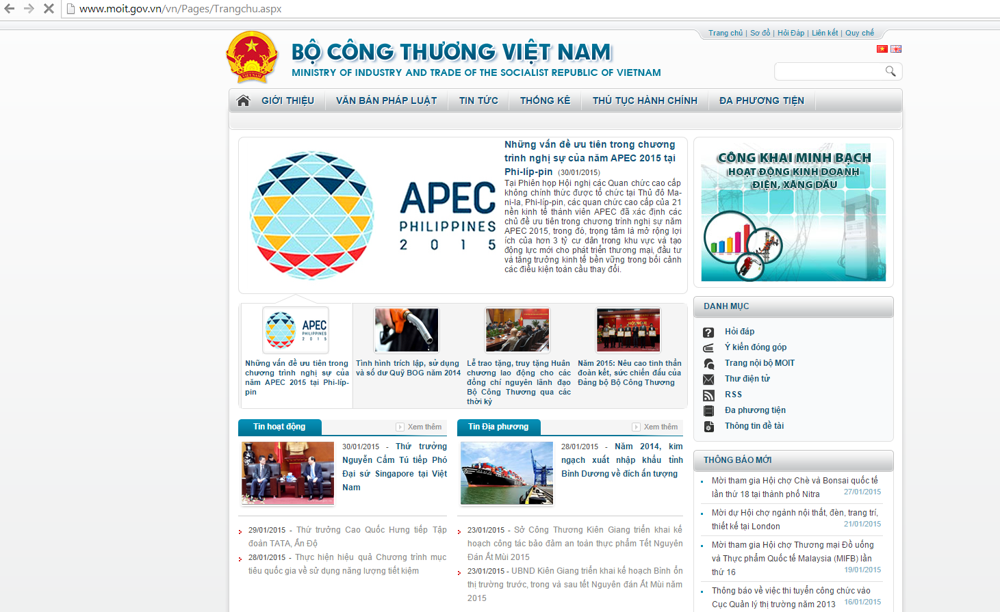 www.moit.gov.vn/vn/Pages/Trangchu.aspx
Trang chủ | Sơ đồ | Hỏi Đáp | Liên kết | Quy chế
BỘ CÔNG THƯƠNG VIỆT NAM
MINISTRY OF INDUSTRY AND TRADE OF THE SOCIALIST REPUBLIC OF VIETNAM
GIỚI THIỆU
VĂN BẢN PHÁP LUẬT
TIN TỨC
THỐNG KÊ
THỦ TỤC HÀNH CHÍNH
ĐA PHƯƠNG TIỆN
APEC
PHILIPPINES
2015
Những vấn đề ưu tiên trong chương
trình nghị sự của năm APEC 2015 tại
Phi-líp-pin (30/01/2015)
Tại Phiên họp Hội nghị các Quan chức cao cấp
không chính thức được tổ chức tại Thủ đô Ma-
ni-la, Phi-líp-pin, các quan chức cao cấp của 21
nền kinh tế thành viên APEC đã xác định các
chủ đề ưu tiên trong chương trình nghị sự năm
APEC 2015, trong đó, trọng tâm là mở rộng lợi
ích của hơn 3 tỷ cư dân trong khu vực và tạo
động lực mới cho phát triển thương mại, đầu tư
và tăng trưởng kinh tế bền vững trong bối cảnh
các điều kiện toàn cầu thay đổi.
CÔNG KHAI MINH BẠCH
HOẠT ĐỘNG KINH DOANH
ĐIỆN, XĂNG DẦU
APEC
PHILIPPINES
2015
Những vấn đề ưu tiên trong
chương trình nghị sự của
năm APEC 2015 tại Phi-líp-
pin
Tình hình trích lập, sử dụng
và số dư Quỹ BOG năm 2014
Lễ trao tặng, truy tặng Huân
chương lao động cho các
đồng chí nguyên lãnh đạo
Bộ Công Thương qua các
thời kỳ
HỘI NGHỊ
Năm 2015: Nêu cao tinh thần
đoàn kết, sức chiến đấu của
Đảng bộ Bộ Công Thương
DANH MỤC
Hỏi đáp
Ý kiến đóng góp
Trang nội bộ MOIT
Thư điện tử
RSS
Đa phương tiện
Thông tin đề tài
Tin hoạt động
Xem thêm
30/01/2015 - Thứ trưởng
Nguyễn Cẩm Tú tiếp Phó
Đại sứ Singapore tại Việt
Nam
29/01/2015 - Thứ trưởng Cao Quốc Hưng tiếp Tập
đoàn TATA, Ấn Độ
28/01/2015 - Thực hiện hiệu quả Chương trình mục
tiêu quốc gia về sử dụng năng lượng tiết kiệm
Tin Địa phương
Xem thêm
28/01/2015 - Năm 2014, kim
ngạch xuất nhập khẩu tỉnh
Bình Dương về đích ấn tượng
23/01/2015 - Sở Công Thương Kiên Giang triển khai kế
hoạch công tác bảo đảm an toàn thực phẩm Tết Nguyên
Đán Ất Mùi 2015
23/01/2015 - UBND Kiên Giang triển khai kế hoạch Bình ổn
thị trường trước, trong và sau tết Nguyên đán Ất Mùi năm
2015
THÔNG BÁO MỚI
Mời tham gia Hội chợ Chè và Bonsai quốc tế
lần thứ 18 tại thành phố Nitra 27/01/2015
Mời dự Hội chợ ngành nội thất, đèn, trang trí,
thiết kế tại London 21/01/2015
Mời tham gia Hội chợ Thương mại Đồ uống
và Thực phẩm Quốc tế Malaysia (MIFB) lần
thứ 16 19/01/2015
Thông báo về việc thi tuyển công chức vào
Cục Quản lý thị trường năm 2013 16/01/2015